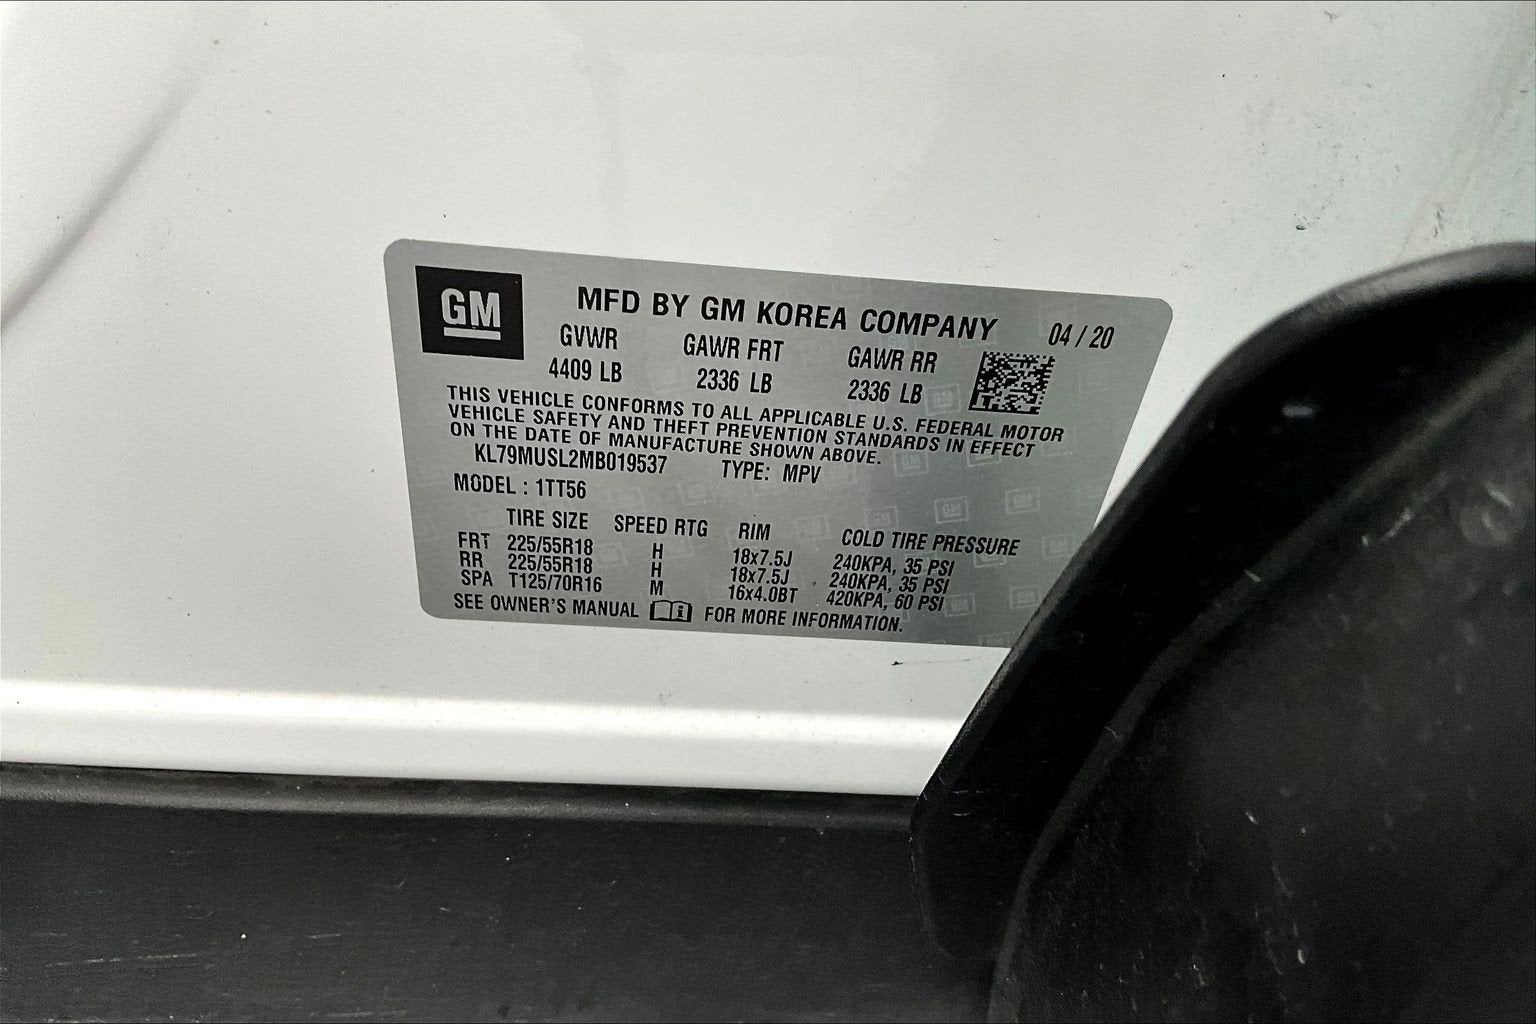 GM
MFD BY GM KOREA COMPANY 04 / 20
GVWR GAWR FRT GAWR RR
4409 LB 2336 LB 2336 LB
THIS VEHICLE CONFORMS TO ALL APPLICABLE U.S. FEDERAL MOTOR
VEHICLE SAFETY AND THEFT PREVENTION STANDARDS IN EFFECT
ON THE DATE OF MANUFACTURE SHOWN ABOVE.
KL79MUSL2MB019537 TYPE: MPV
MODEL : 1TT56
TIRE SIZE SPEED RTG RIM COLD TIRE PRESSURE
FRT 225/55R18 H 18x7.5J 240KPA, 35 PSI
RR 225/55R18 H 18x7.5J 240KPA, 35 PSI
SPA T125/70R16 M 16x4.0BT 420KPA, 60 PSI
SEE OWNER'S MANUAL FOR MORE INFORMATION.